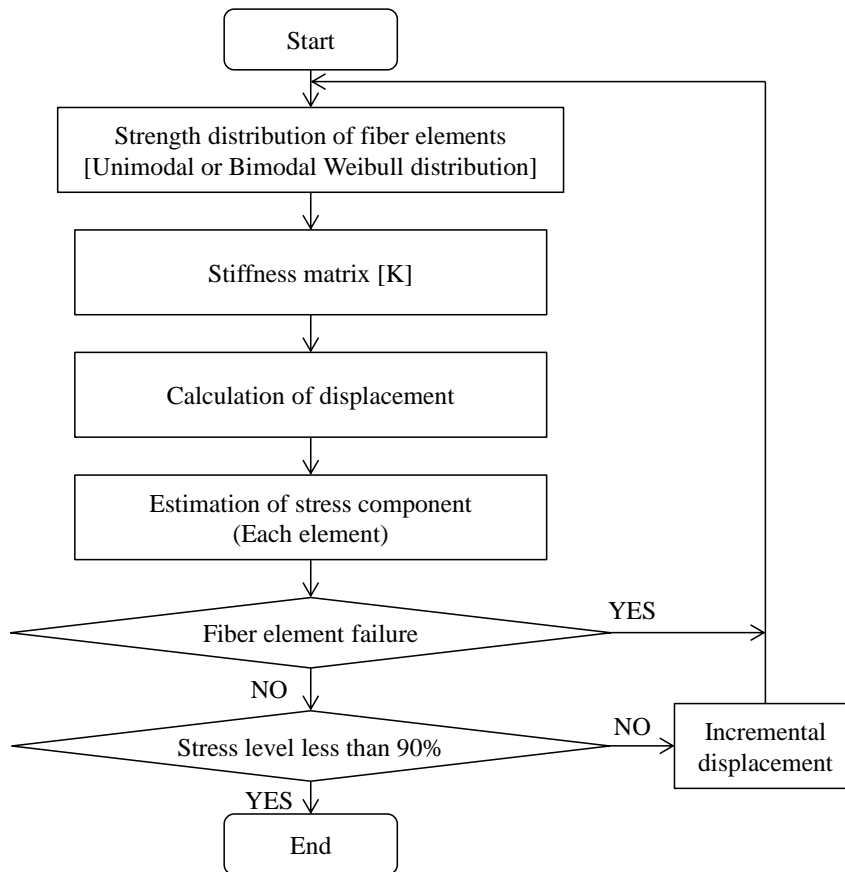 Start
Strength distribution of fiber elements
[Unimodal or Bimodal Weibull distribution]
Stiffness matrix [K]
Calculation of displacement
Estimation of stress component
(Each element)
Fiber element failure
YES
NO
Stress level less than 90%
NO
Incremental
displacement
YES
End